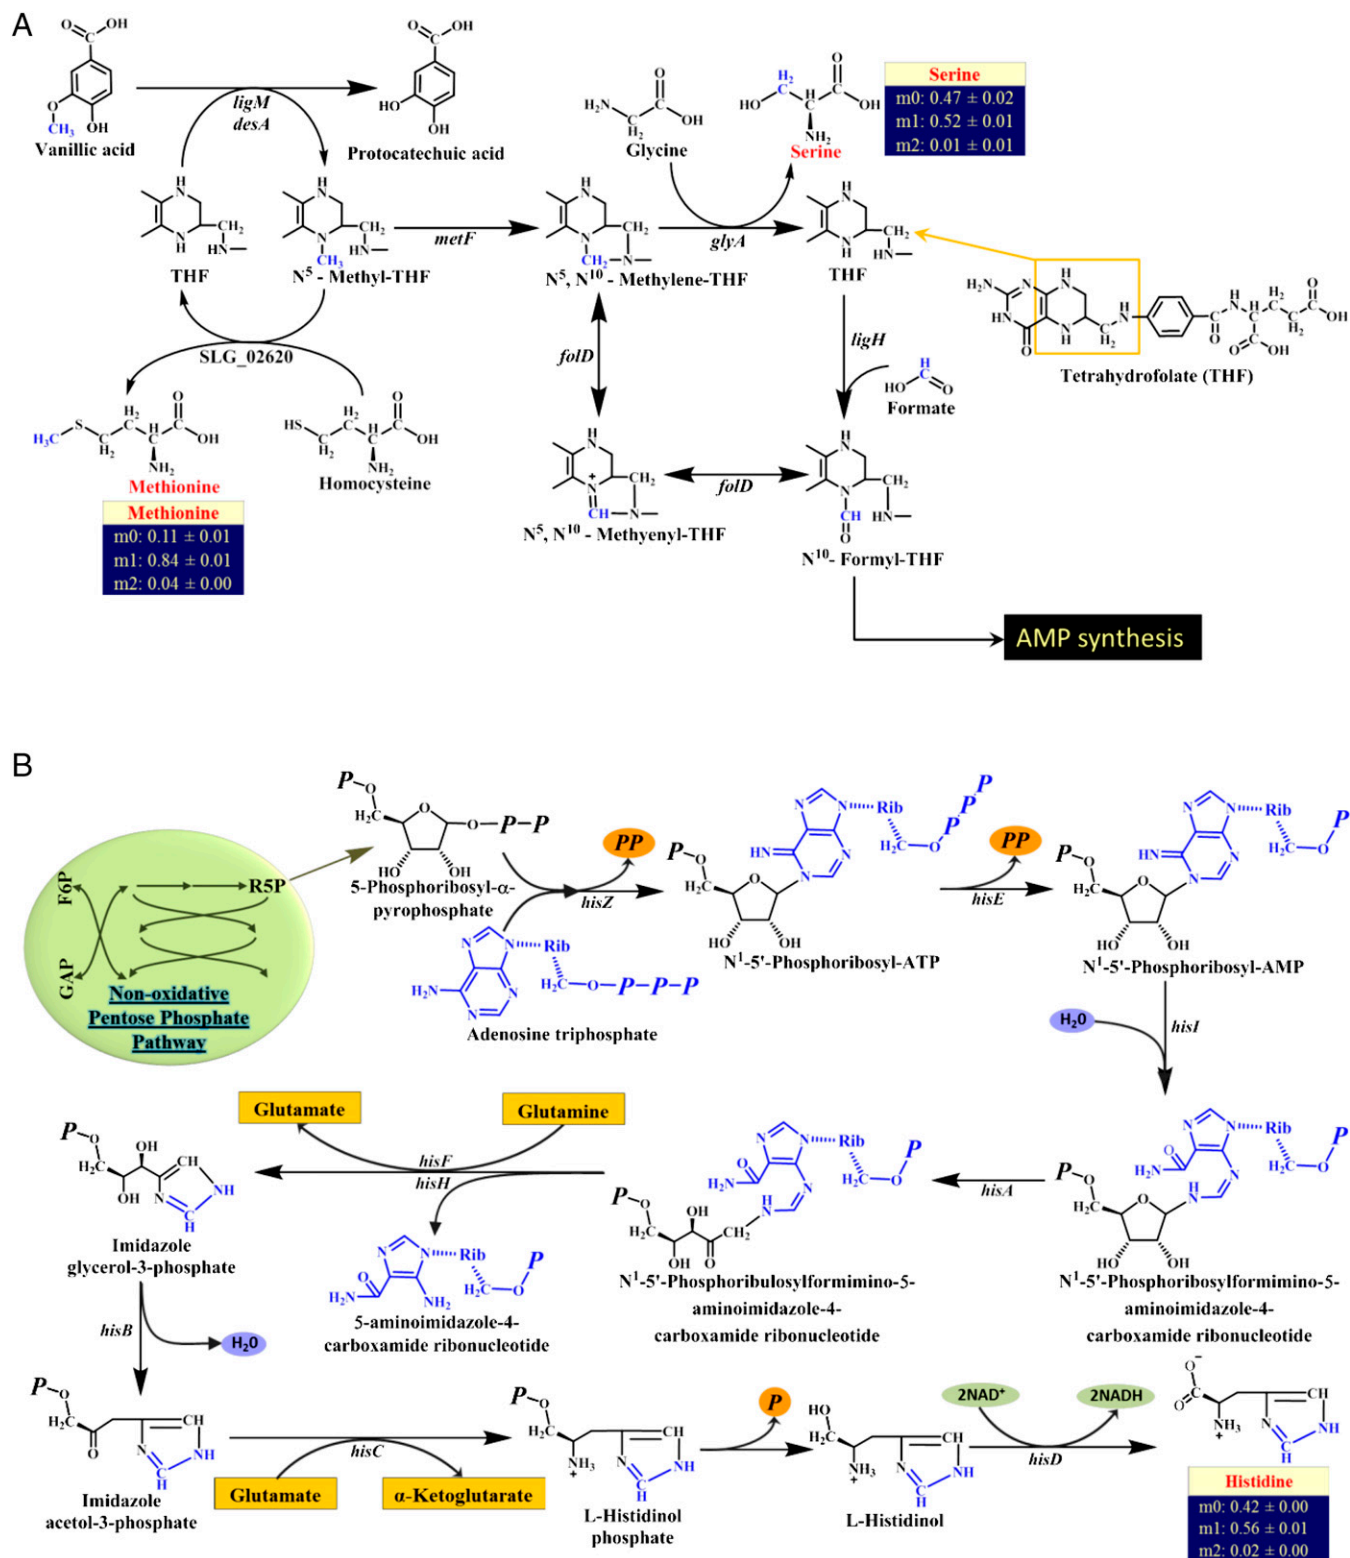 A
Vanillic acid
ligM
desA
Protocatechuic acid
Glycine
Serine
Serine
m0: 0.47 ± 0.02
m1: 0.52 ± 0.01
m2: 0.01 ± 0.01
THF
N⁵ - Methyl-THF
metF
N⁵, N¹⁰ - Methylene-THF
glyA
THF
Tetrahydrofolate (THF)
SLG_02620
folD
ligH
Formate
Methionine
Homocysteine
Methionine
m0: 0.11 ± 0.01
m1: 0.84 ± 0.01
m2: 0.04 ± 0.00
N⁵, N¹⁰ - Methyenyl-THF
folD
N¹⁰- Formyl-THF
AMP synthesis
B
F6P
GAP
R5P
Non-oxidative
Pentose Phosphate
Pathway
5-Phosphoribosyl-α-
pyrophosphate
PP
hisZ
Adenosine triphosphate
N¹-5'-Phosphoribosyl-ATP
PP
hisE
N¹-5'-Phosphoribosyl-AMP
H₂0
hisI
N¹-5'-Phosphoribosylformimino-5-
aminoimidazole-4-
carboxamide ribonucleotide
hisA
N¹-5'-Phosphoribulosylformimino-5-
aminoimidazole-4-
carboxamide ribonucleotide
Glutamate
Glutamine
hisF
hisH
5-aminoimidazole-4-
carboxamide ribonucleotide
Imidazole
glycerol-3-phosphate
hisB
H₂0
Imidazole
acetol-3-phosphate
hisC
Glutamate
α-Ketoglutarate
L-Histidinol
phosphate
P
L-Histidinol
2NAD⁺
2NADH
hisD
Histidine
m0: 0.42 ± 0.00
m1: 0.56 ± 0.01
m2: 0.02 ± 0.00